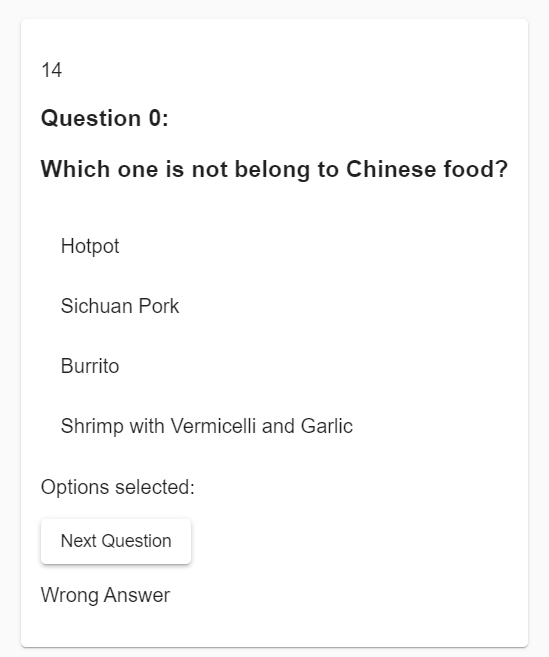 14
Question 0:
Which one is not belong to Chinese food?
Hotpot
Sichuan Pork
Burrito
Shrimp with Vermicelli and Garlic
Options selected:
Next Question
Wrong Answer